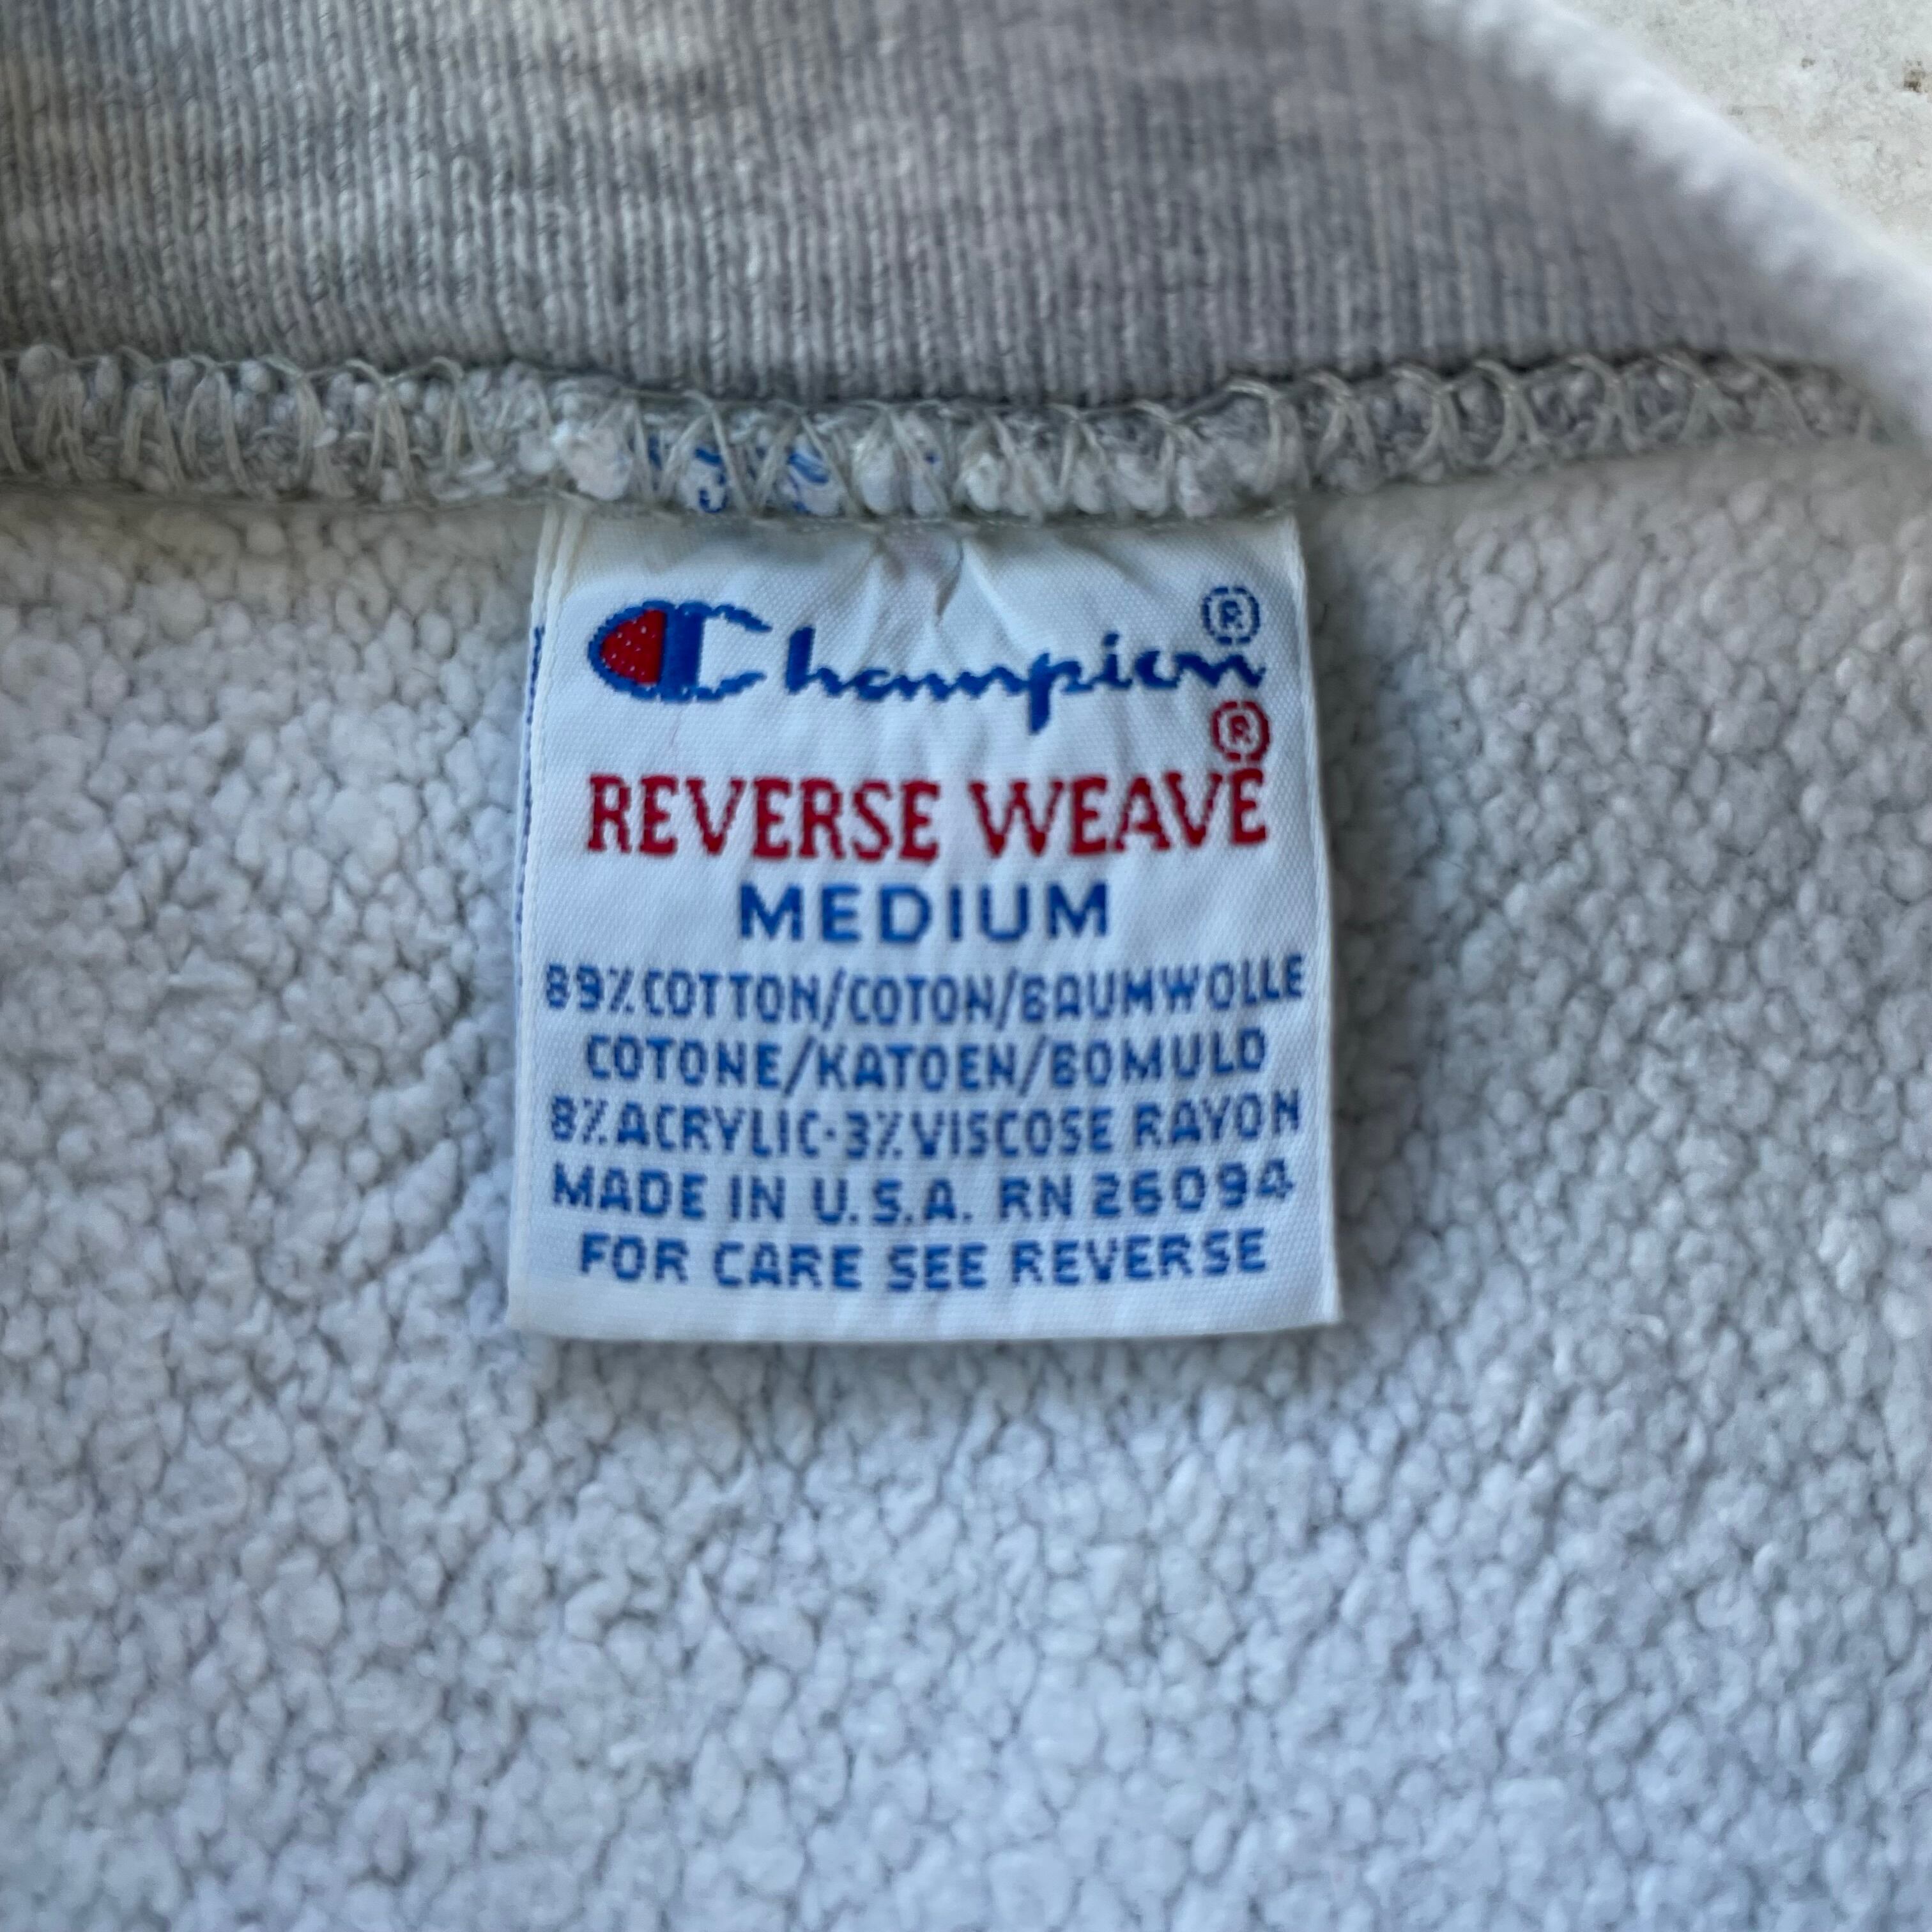 Champion®
®
REVERSE WEAVE
MEDIUM
89% COTTON/COTON/BAUMWOLLE
COTONE/KATOEN/BOMULD
8% ACRYLIC-3% VISCOSE RAYON
MADE IN U.S.A. RN 26094
FOR CARE SEE REVERSE